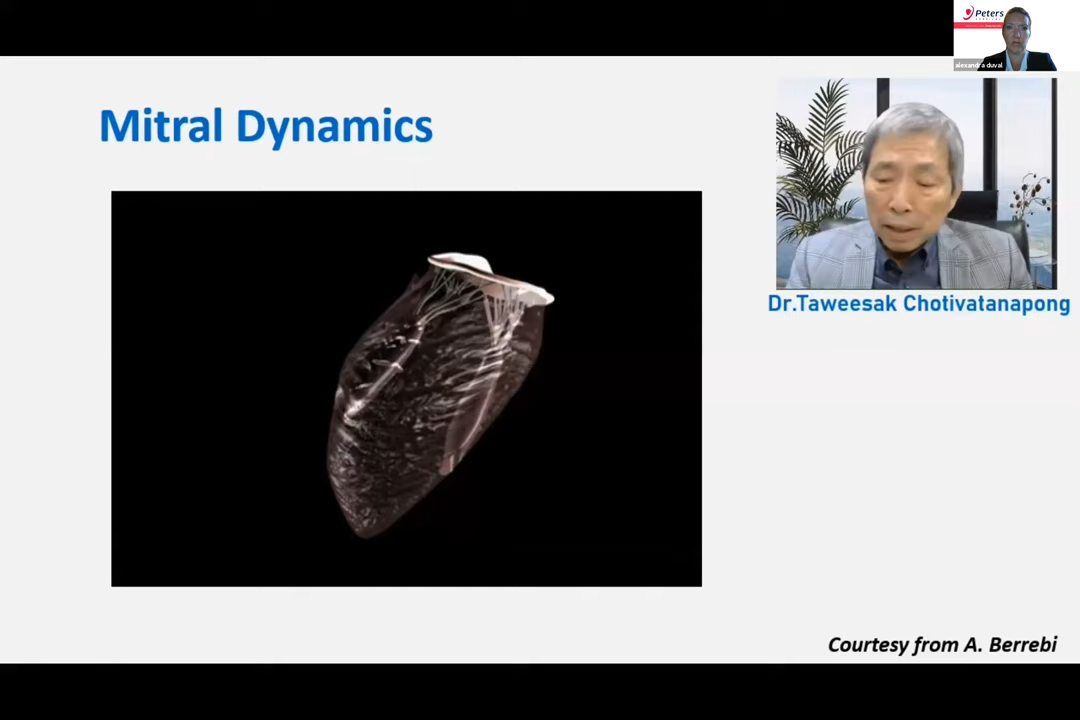 Peters
alexandra duval
Mitral Dynamics
Dr.Taweesak Chotivatanapong
Courtesy from A. Berrebi